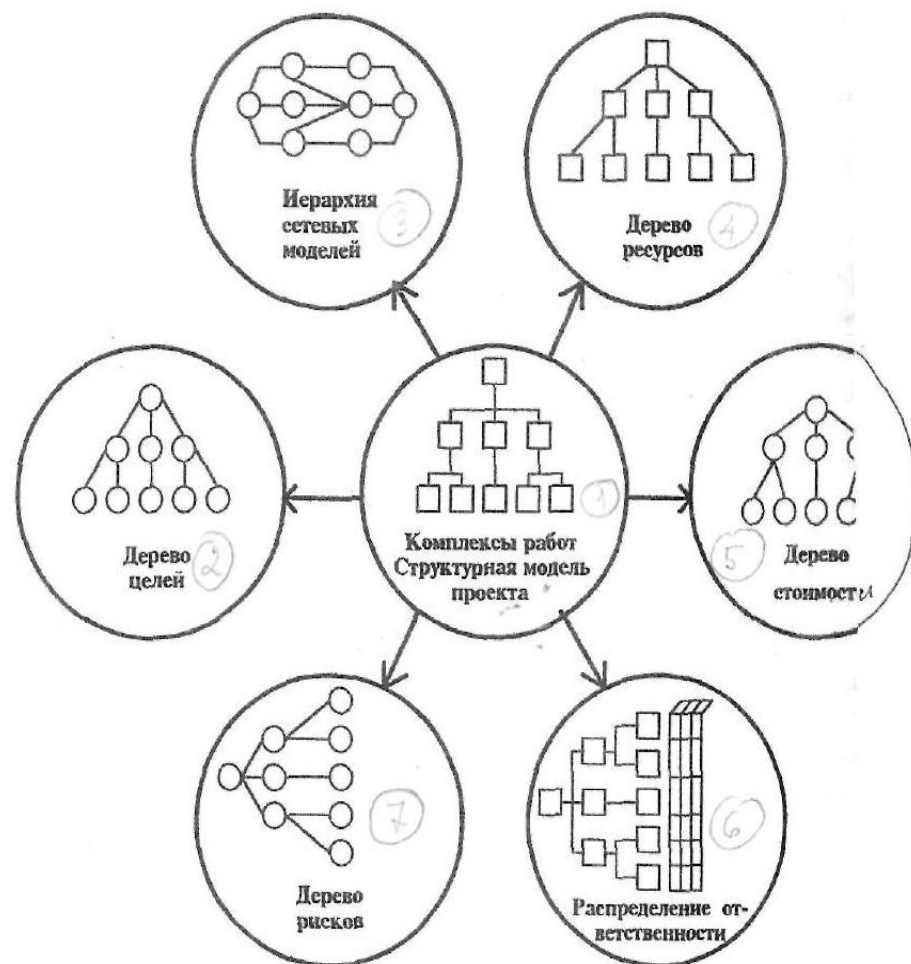 Иерархия
сетевых
моделей
3
Дерево
ресурсов
4
Дерево
целей
2
Комплексы работ
Структурная модель
проекта
1
5
Дерево
стоимости
Дерево
рисков
7
Распределение от-
ветственности
6